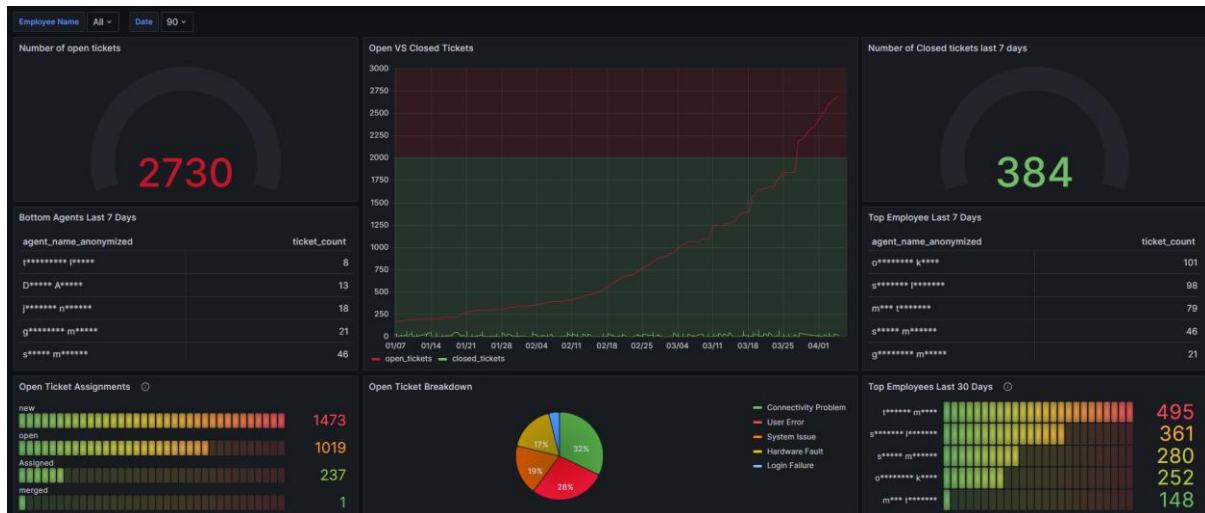 Employee Name All Date 90
Number of open tickets
2730
Open VS Closed Tickets
3000
2750
2500
2250
2000
1750
1500
1250
1000
750
500
250
0
01/07 01/14 01/21 01/28 02/04 02/11 02/18 02/25 03/04 03/11 03/18 03/25 04/01
open_tickets closed_tickets
Number of Closed tickets last 7 days
384
Bottom Agents Last 7 Days
agent_name_anonymized ticket_count
t********* j***** 8
D***** A***** 13
j******* n****** 18
g******** m***** 21
s***** m****** 46
Top Employee Last 7 Days
agent_name_anonymized ticket_count
o******** k**** 101
s******* j******* 98
m*** t******* 79
s***** m****** 46
g******** m***** 21
Open Ticket Assignments
new 1473
open 1019
Assigned 237
merged 1
Open Ticket Breakdown
32%
28%
19%
17%
Connectivity Problem
User Error
System Issue
Hardware Fault
Login Failure
Top Employees Last 30 Days
t****** m**** 495
s******* j******* 361
s***** m****** 280
o******** k**** 252
m*** t******* 148